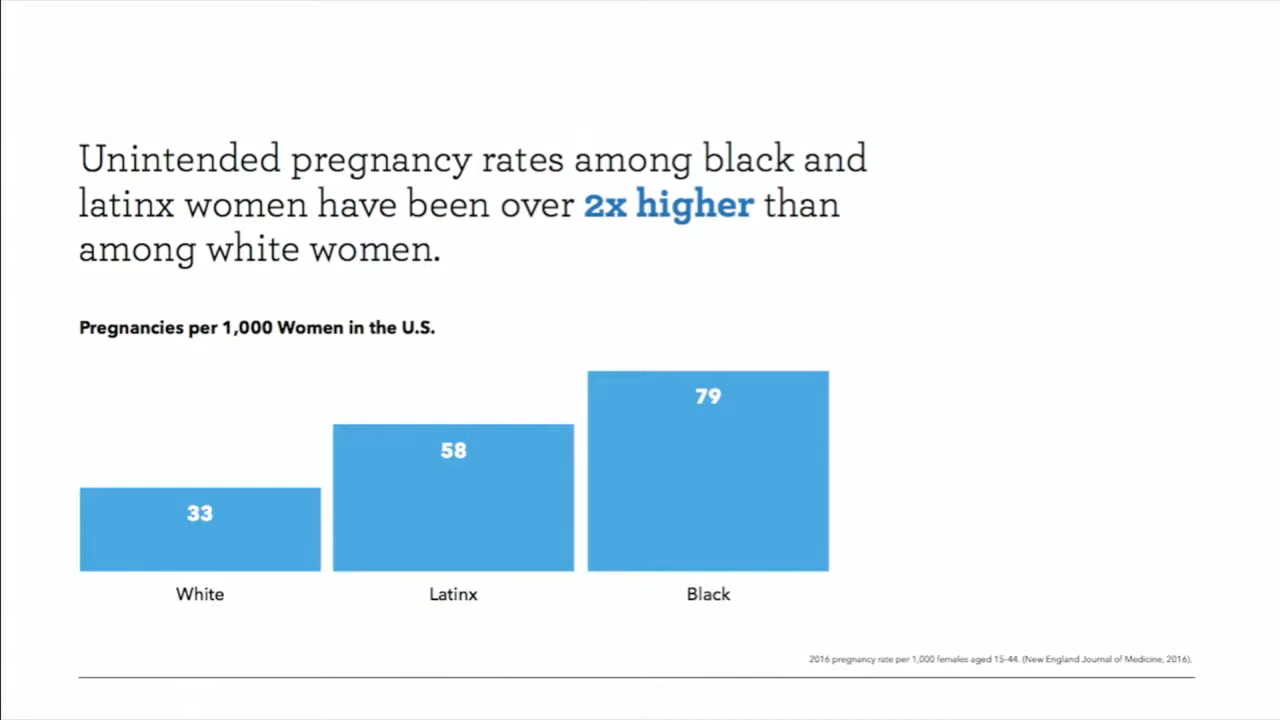 Unintended pregnancy rates among black and
latinx women have been over 2x higher than
among white women.
Pregnancies per 1,000 Women in the U.S.
79
58
33
White Latinx Black
2016 pregnancy rate per 1,000 females aged 15-44. (New England Journal of Medicine, 2016).